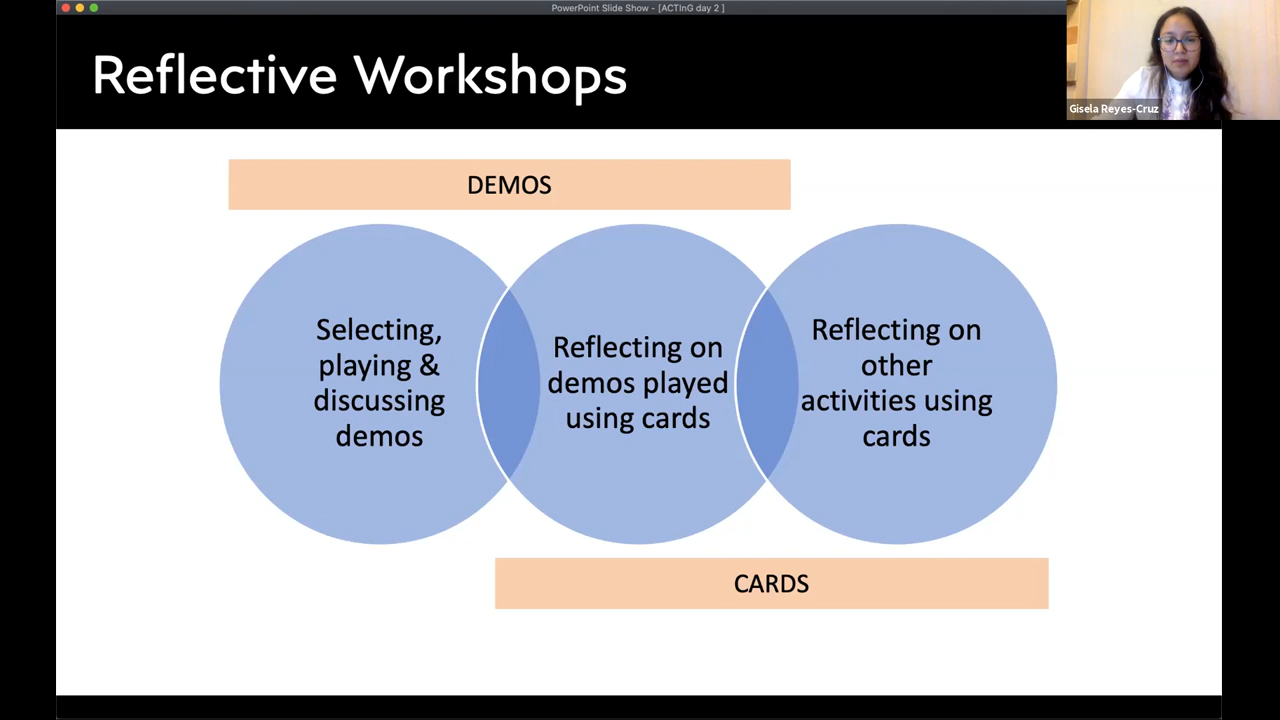 PowerPoint Slide Show - [ACTInG day 2 ]
Reflective Workshops
Gisela Reyes-Cruz
DEMOS
Selecting,
playing &
discussing
demos
Reflecting on
demos played
using cards
Reflecting on
other
activities using
cards
CARDS